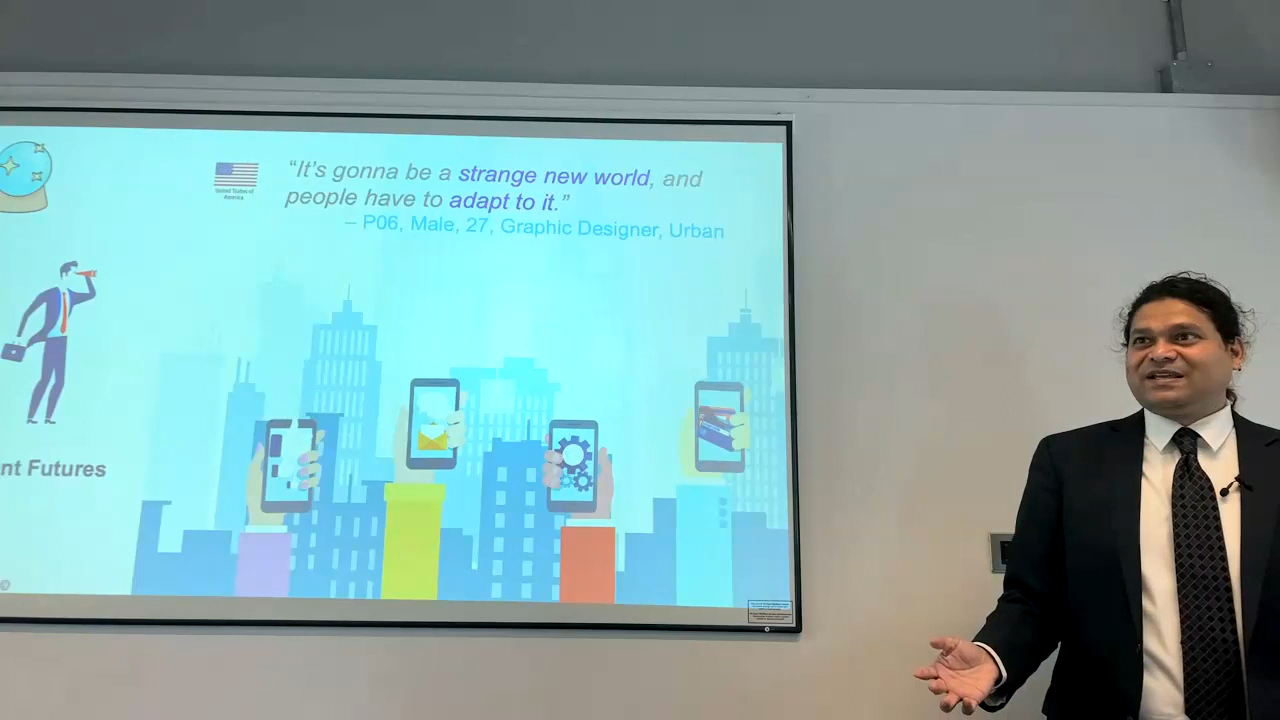 “It’s gonna be a strange new world, and
people have to adapt to it.”
– P06, Male, 27, Graphic Designer, Urban
United States of
America
nt Futures